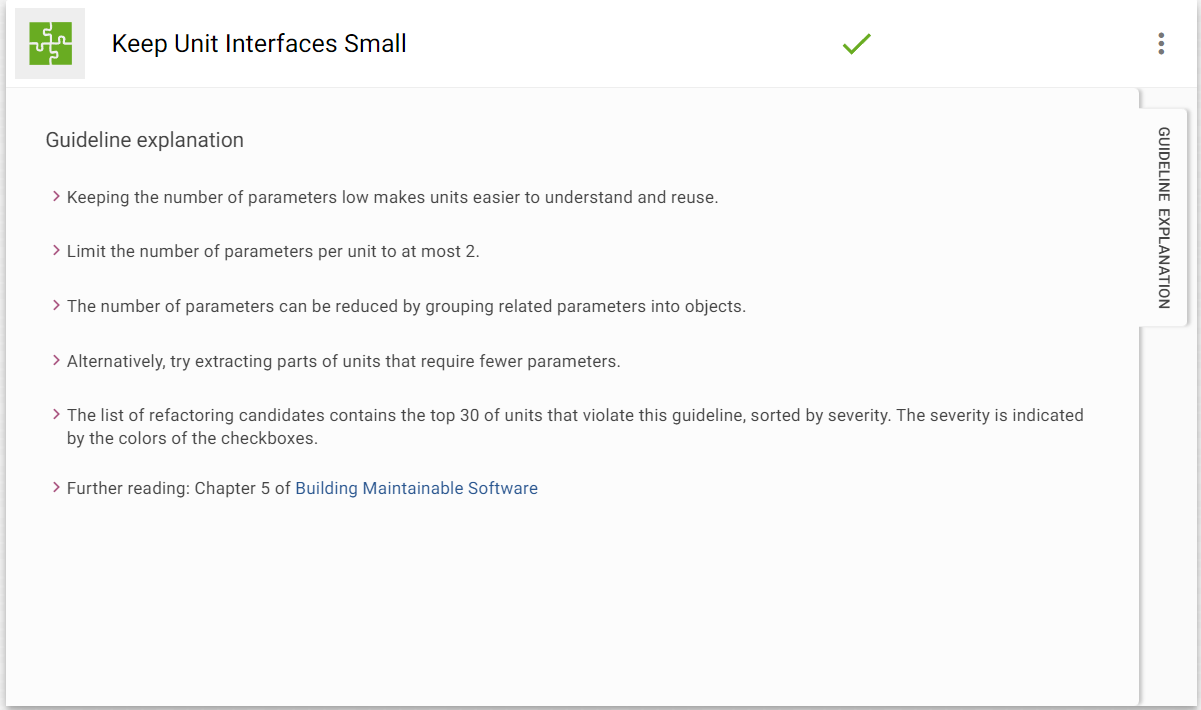 Keep Unit Interfaces Small
Guideline explanation
Keeping the number of parameters low makes units easier to understand and reuse.
Limit the number of parameters per unit to at most 2.
The number of parameters can be reduced by grouping related parameters into objects.
Alternatively, try extracting parts of units that require fewer parameters.
The list of refactoring candidates contains the top 30 of units that violate this guideline, sorted by severity. The severity is indicated
by the colors of the checkboxes.
Further reading: Chapter 5 of Building Maintainable Software
GUIDELINE EXPLANATION